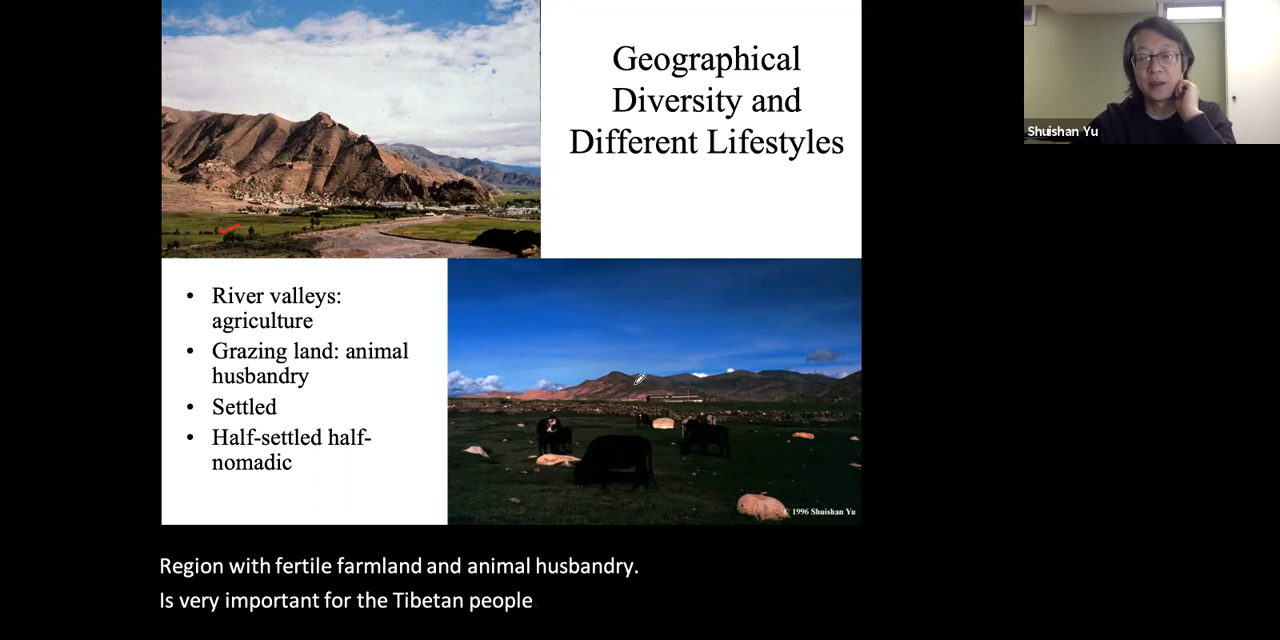 Geographical
Diversity and
Different Lifestyles
Shuishan Yu
• River valleys:
agriculture
• Grazing land: animal
husbandry
• Settled
• Half-settled half-
nomadic
© 1996 Shuishan Yu
Region with fertile farmland and animal husbandry.
Is very important for the Tibetan people